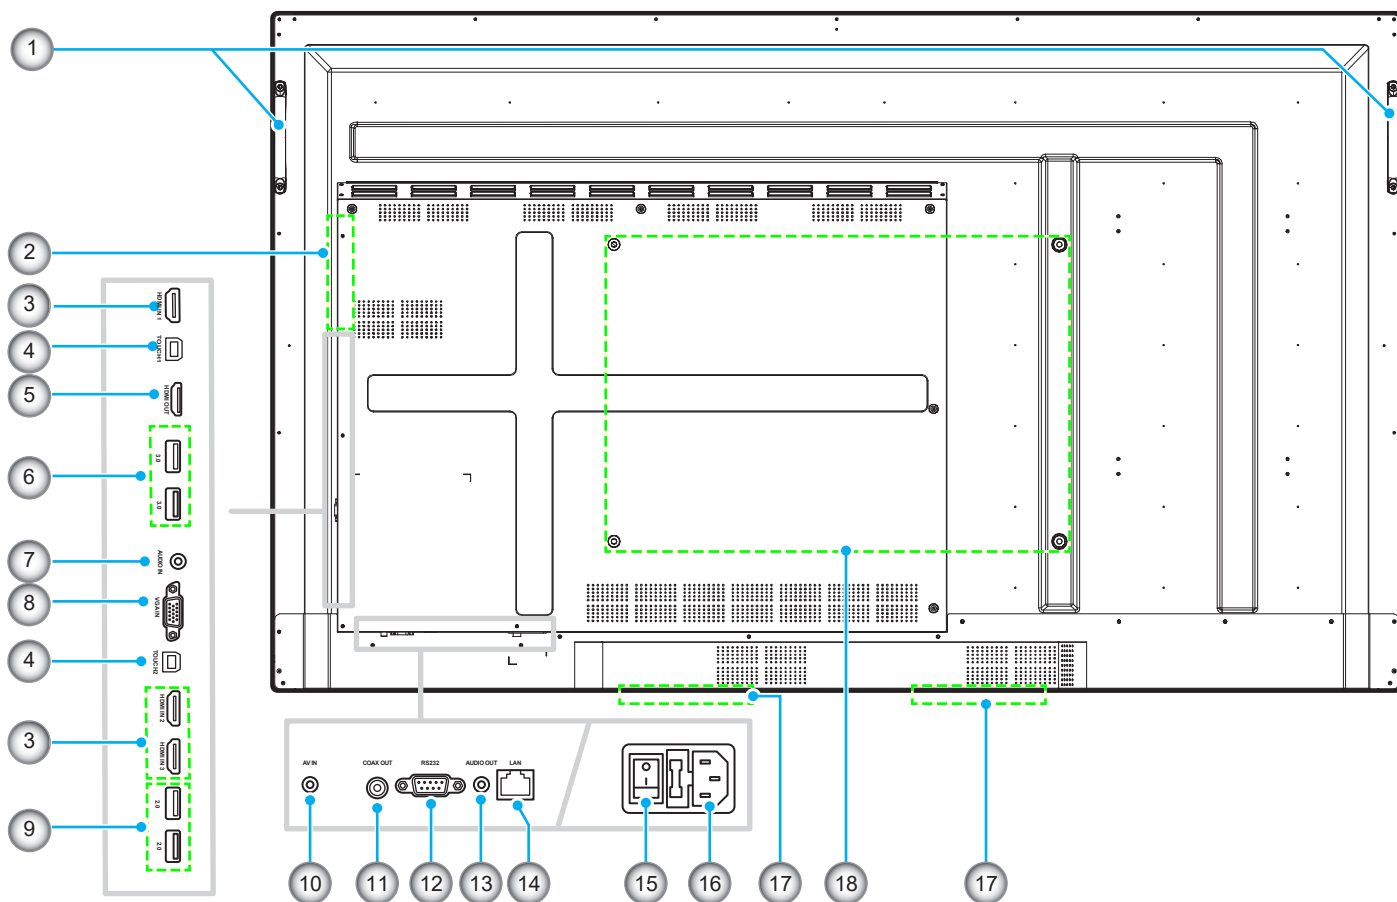 1
2
3
HDMI IN 1
4
TOUCH1
5
HDMI OUT
6
3.0
3.0
7
AUDIO IN
8
VGA IN
4
TOUCH2
3
HDMI IN 2
HDMI IN 3
9
2.0
2.0
AV IN
COAX OUT
RS232
AUDIO OUT
LAN
10
11
12
13
14
15
16
17
18
17